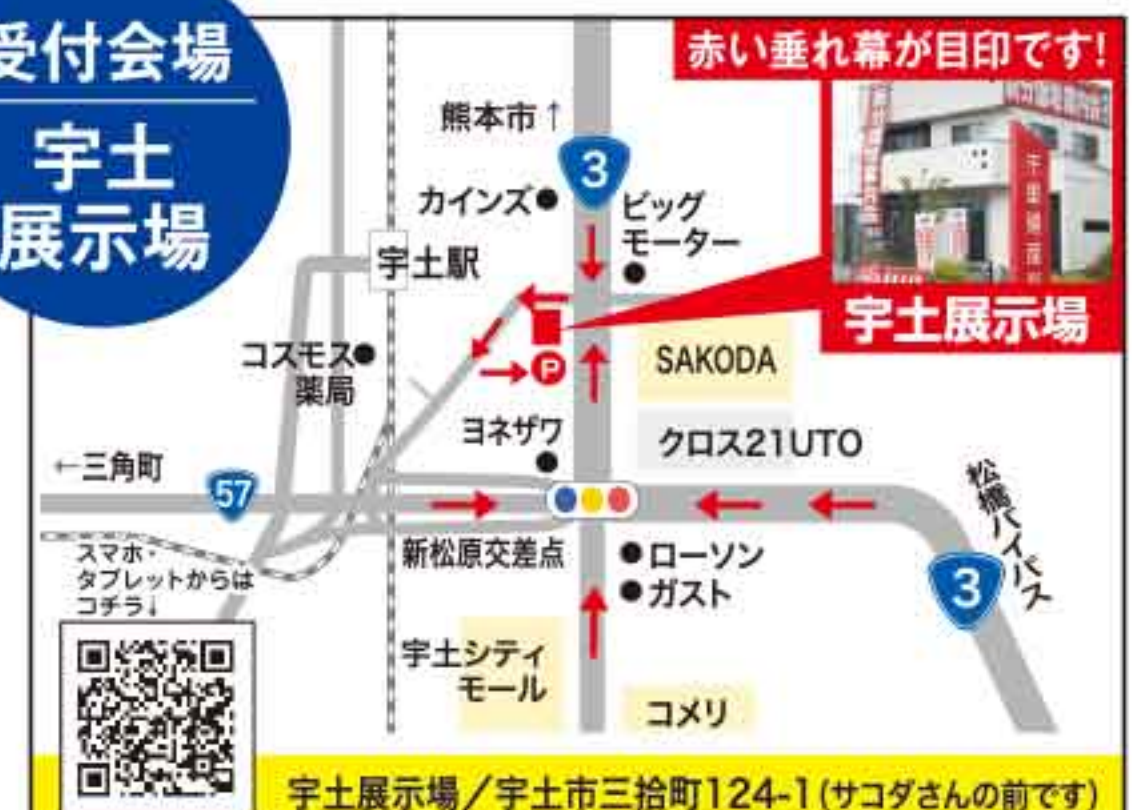 受付会場
宇土
展示場
赤い垂れ幕が目印です!
宇土展示場
熊本市↑
3
カインズ●
ビッグ
モーター
●
宇土駅
コスモス●
薬局
P
SAKODA
ヨネザワ
●
クロス21UTO
←三角町
57
松橋バイパス
新松原交差点
●ローソン
●ガスト
3
スマホ・
タブレットからは
コチラ↓
宇土シティ
モール
コメリ
宇土展示場/宇土市三拾町124-1(サコダさんの前です)